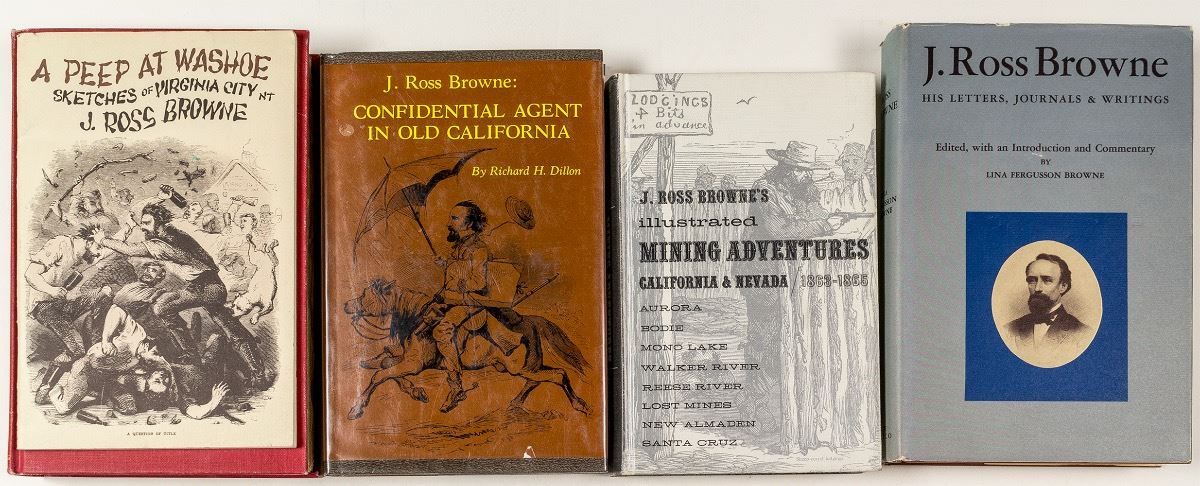 A PEEP AT WASHOE
SKETCHES OF VIRGINIA CITY NT
J. ROSS BROWNE
A QUESTION OF TITLE
J. Ross Browne:
CONFIDENTIAL AGENT
IN OLD CALIFORNIA
By Richard H. Dillon
LODGINGS
& Bits
in advance
J. ROSS BROWNE'S
illustrated
MINING ADVENTURES
CALIFORNIA & NEVADA 1863-1865
AURORA
BODIE
MONO LAKE
WALKER RIVER
REESE RIVER
LOST MINES
NEW ALMADEN
SANTA CRUZ
J. Ross Browne
HIS LETTERS, JOURNALS & WRITINGS
Edited, with an Introduction and Commentary
BY
LINA FERGUSSON BROWNE